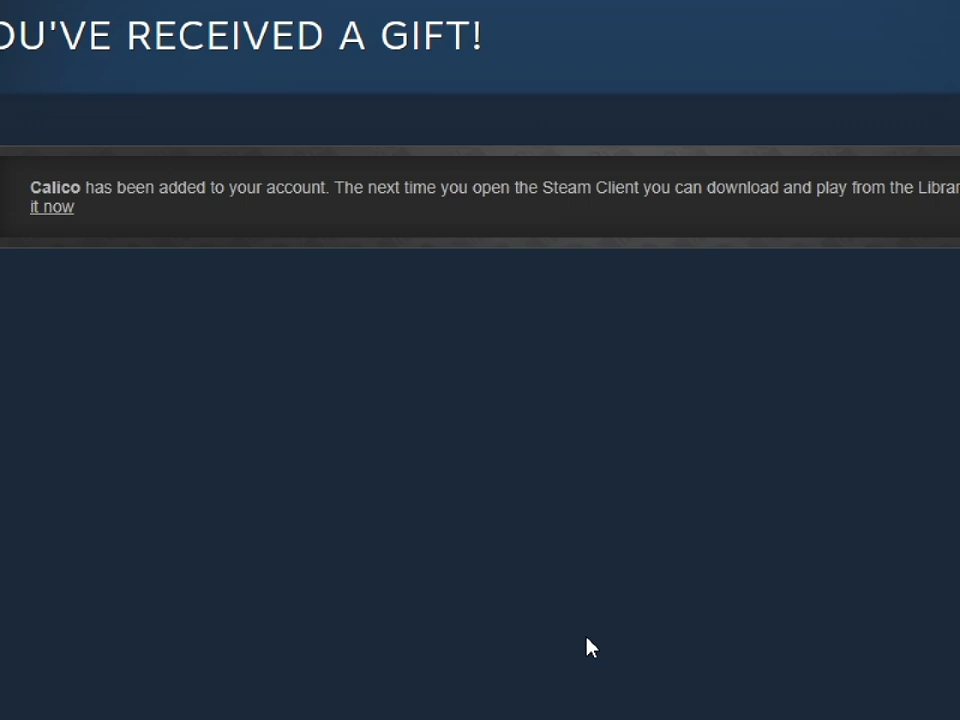 OU'VE RECEIVED A GIFT!
Calico has been added to your account. The next time you open the Steam Client you can download and play from the Librar
it now